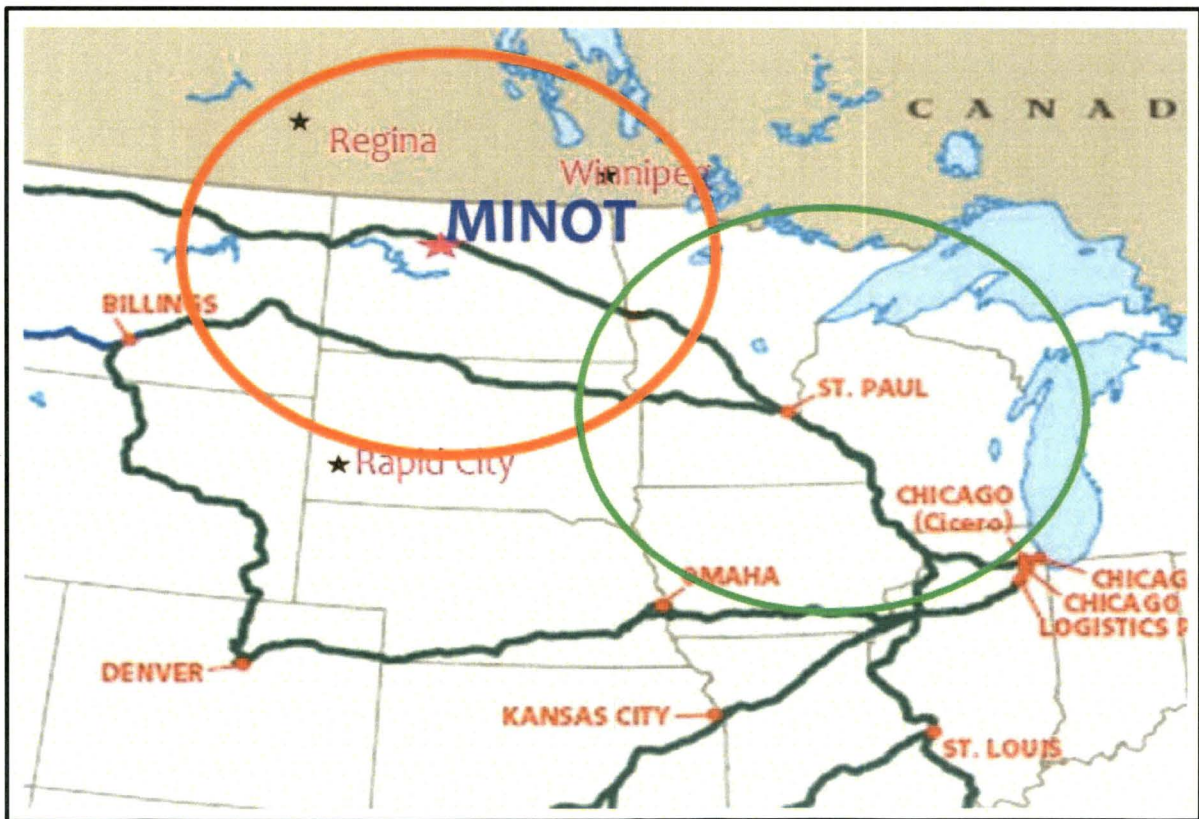 CANAD
Regina
Winnipeg
MINOT
BILLINGS
ST. PAUL
Rapid City
CHICAGO
(Cicero)
OMAHA
CHICAG
CHICAGO
LOGISTICS P
DENVER
KANSAS CITY
ST. LOUIS